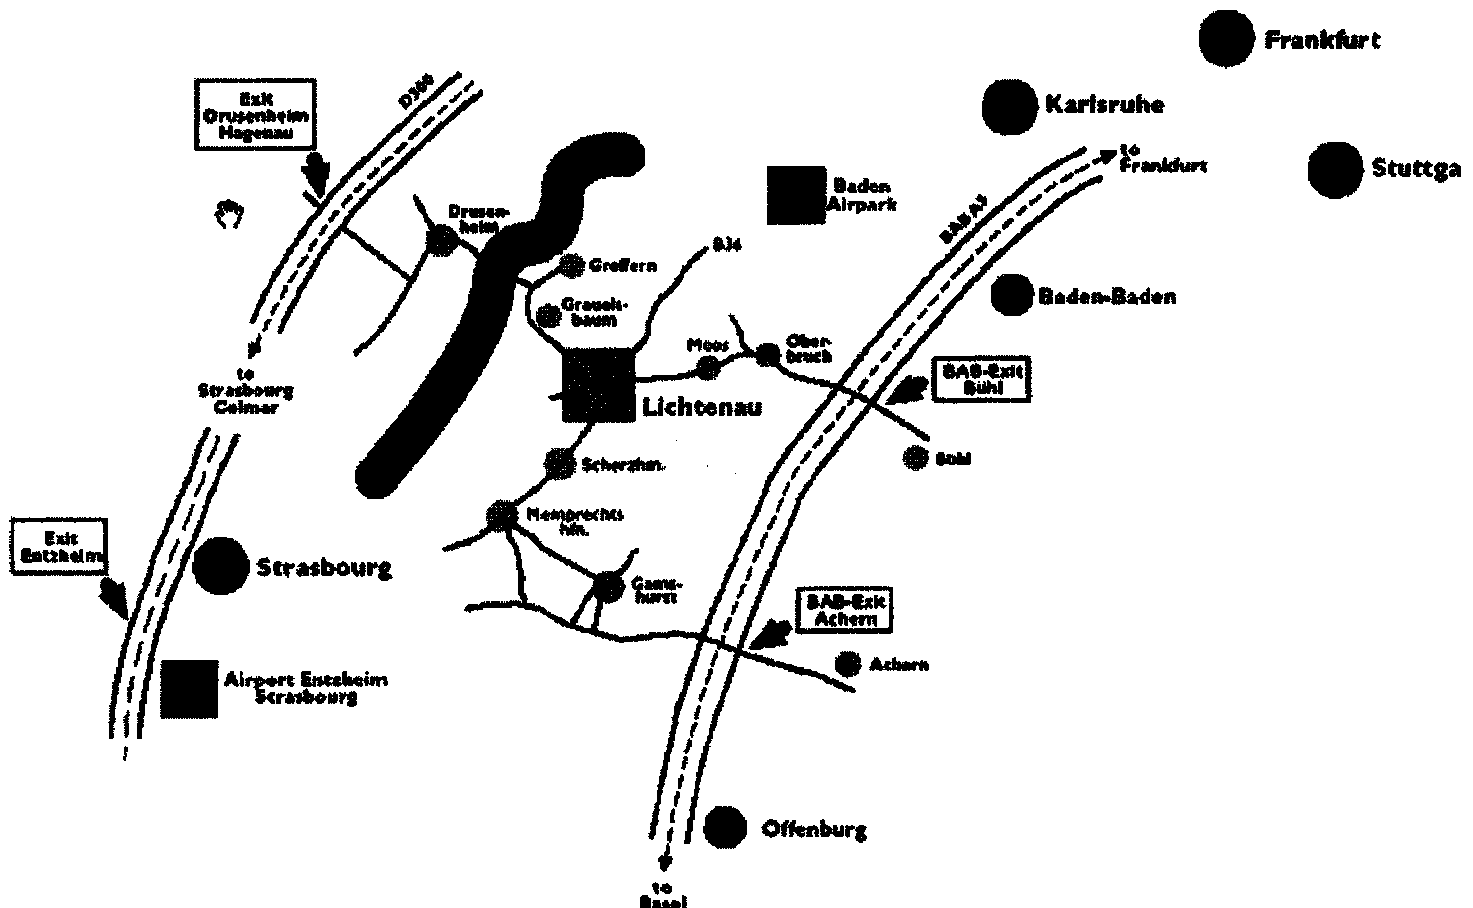 Frankfurt
Exit
Drusenheim
Hagenau
D300
Karlsruhe
to
Frankfurt
Stuttga
Baden
Airpark
BAB A5
Drusen-
heim
Greffern
B36
Baden-Baden
Grauels-
baum
Moos
Ober-
bruch
BAB-Exit
Bühl
to
Strasbourg
Colmar
Lichtenau
Bühl
Scherzhm.
Memprechts
hfn.
Exit
Entzheim
Strasbourg
Gams-
hurst
BAB-Exit
Achern
Achern
Airport Entzheim
Strasbourg
Offenburg
to
Basel